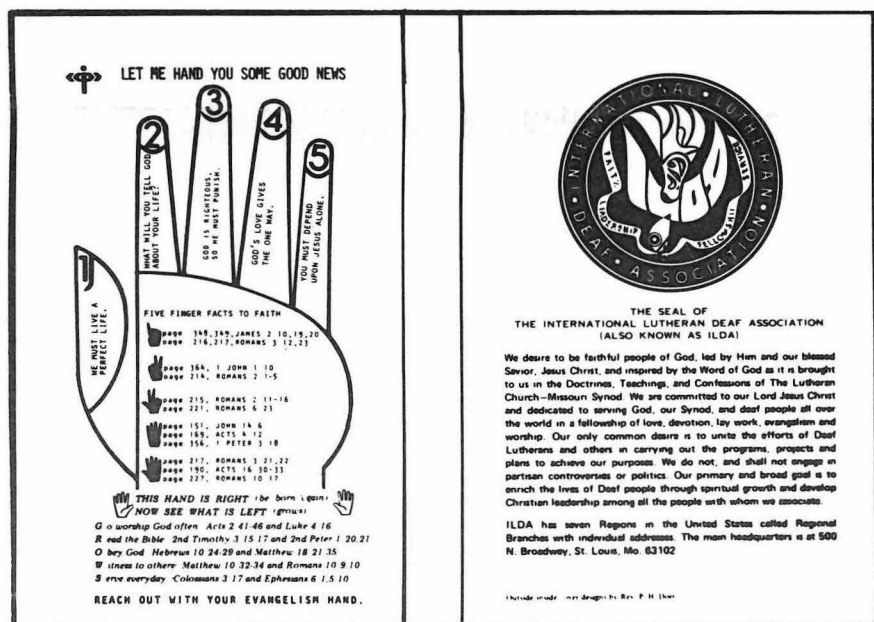 LET ME HAND YOU SOME GOOD NEWS
1
WE MUST LIVE A
PERFECT LIFE.
2
WHAT WILL YOU TELL GOD
ABOUT YOUR LIFE?
3
GOD IS RIGHTEOUS,
SO HE MUST PUNISH.
4
GOD'S LOVE GIVES
THE ONE WAY.
5
YOU MUST DEPEND
UPON JESUS ALONE.
FIVE FINGER FACTS TO FAITH
page 348,349,JAMES 2 10,19,20
page 216,217,ROMANS 3 12,23
page 364, 1 JOHN 1 10
page 214, ROMANS 2 1-5
page 215, ROMANS 2 11-16
page 221, ROMANS 6 23
page 151, JOHN 14 6
page 169, ACTS 4 12
page 356, 1 PETER 3 18
page 217, ROMANS 3 21,22
page 190, ACTS 16 30-33
page 227, ROMANS 10 17
THIS HAND IS RIGHT (be born again)
NOW SEE WHAT IS LEFT (grow)
G o worship God often Acts 2 41-46 and Luke 4 16
R ead the Bible 2nd Timothy 3 15 17 and 2nd Peter 1 20,21
O bey God Hebrews 10 24-29 and Matthew 18 21 35
W itness to others Matthew 10 32-34 and Romans 10 9,10
S erve everyday Colossians 3 17 and Ephesians 6 1,5 10
REACH OUT WITH YOUR EVANGELISM HAND.
INTERNATIONAL • LUTHERAN • DEAF • ASSOCIATION
FAITH
LEADERSHIP
FELLOWSHIP
SERVICE
THE SEAL OF
THE INTERNATIONAL LUTHERAN DEAF ASSOCIATION
(ALSO KNOWN AS ILDA)
We desire to be faithful people of God, led by Him and our blessed
Savior, Jesus Christ, and inspired by the Word of God as it is brought
to us in the Doctrines, Teachings, and Confessions of The Lutheran
Church—Missouri Synod. We are committed to our Lord Jesus Christ
and dedicated to serving God, our Synod, and deaf people all over
the world in a fellowship of love, devotion, lay work, evangelism and
worship. Our only common desire is to unite the efforts of Deaf
Lutherans and others in carrying out the programs, projects and
plans to achieve our purposes. We do not, and shall not engage in
partisan controversies or politics. Our primary and broad goal is to
enrich the lives of Deaf people through spiritual growth and develop
Christian leadership among all the people with whom we associate.
ILDA has seven Regions in the United States called Regional
Branches with individual addresses. The main headquarters is at 500
N. Broadway, St. Louis, Mo. 63102
Outside inside cover designs by Rev. P. H.